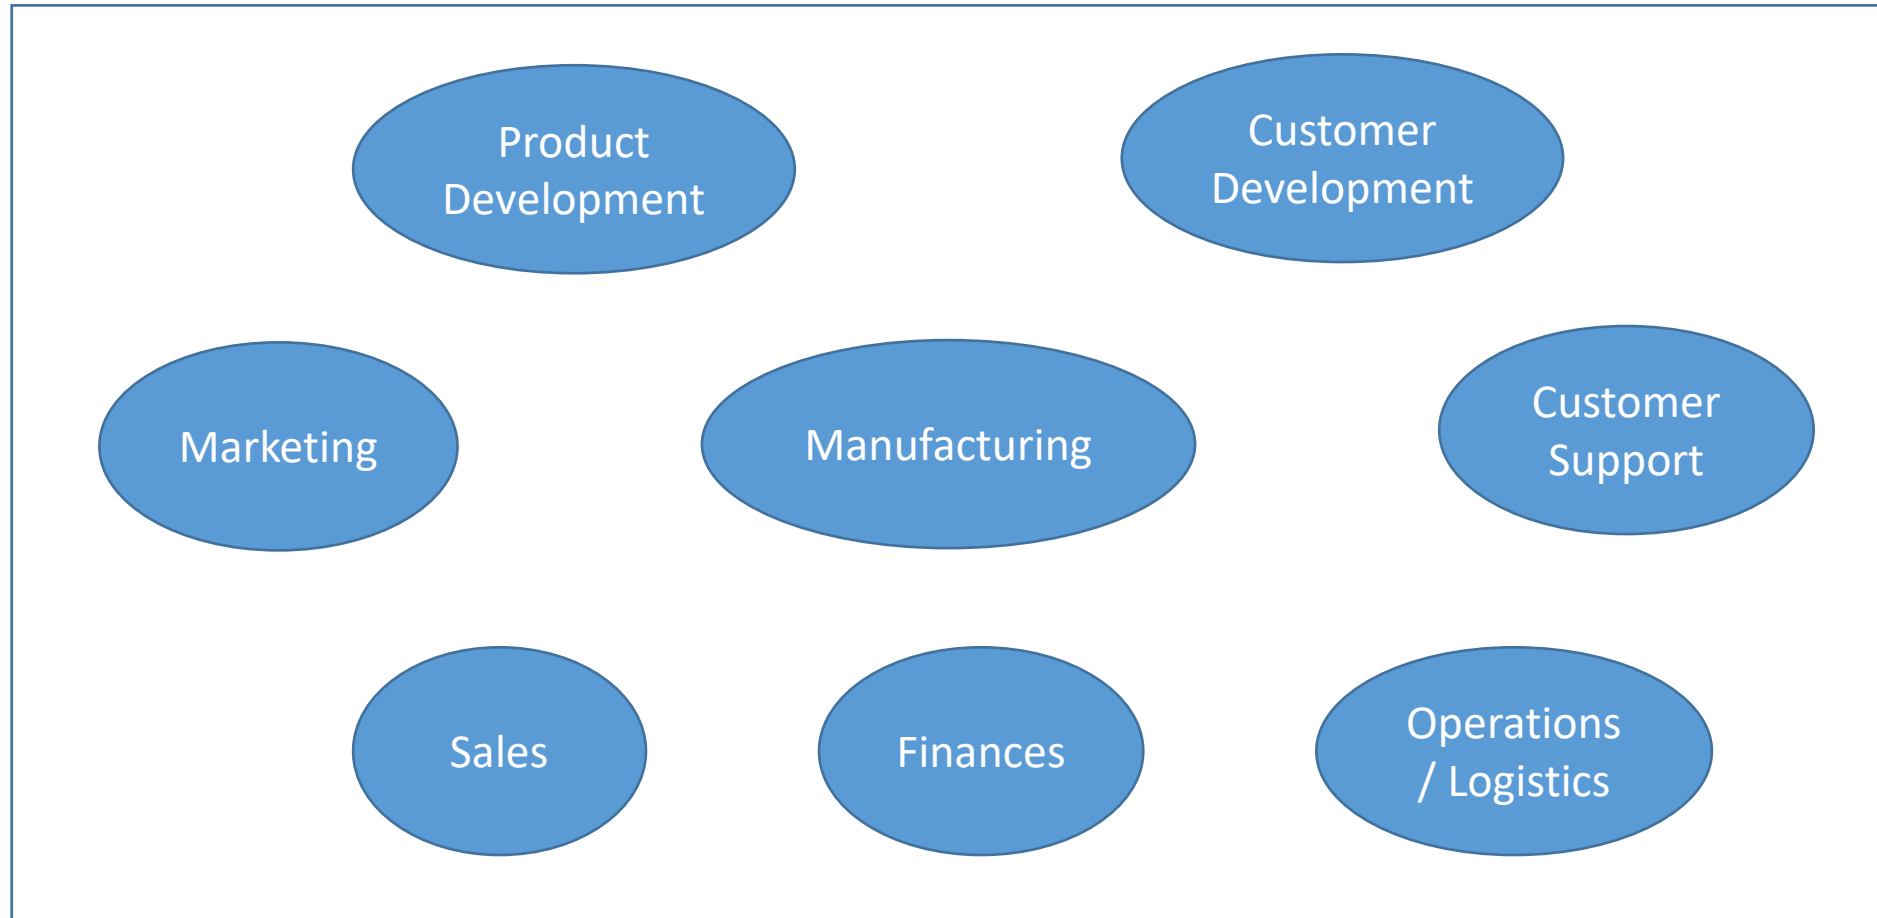 Product
Development
Customer
Development
Marketing
Manufacturing
Customer
Support
Sales
Finances
Operations
/ Logistics